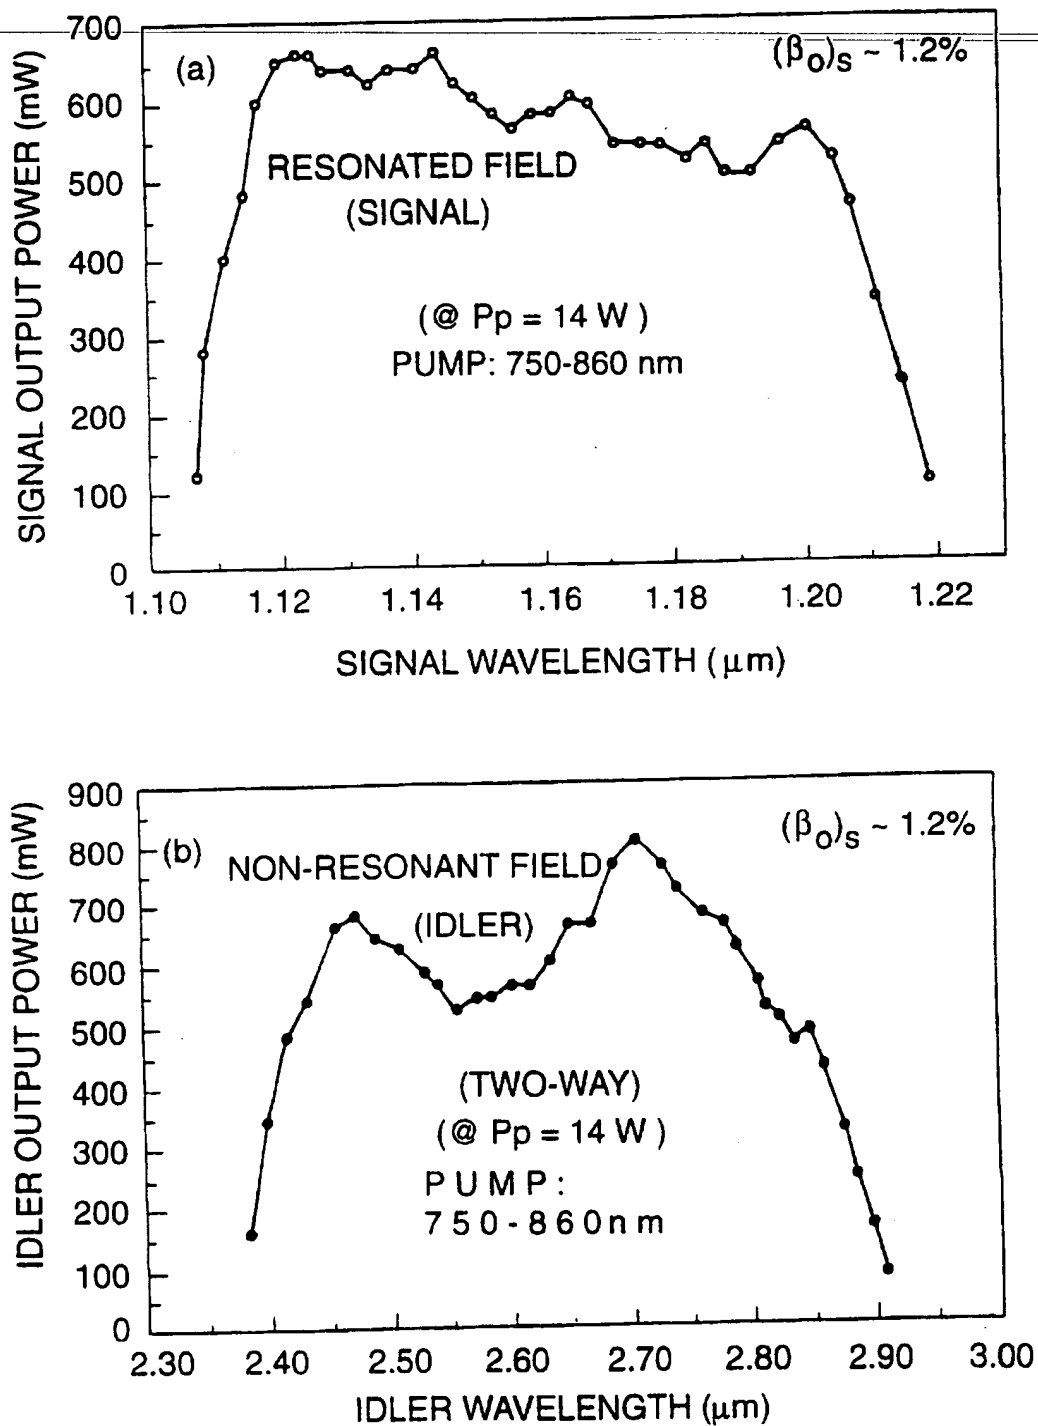 700
600
500
400
300
200
100
0
SIGNAL OUTPUT POWER (mW)
(a)
(βo)s ~ 1.2%
RESONATED FIELD
(SIGNAL)
(@ Pp = 14 W )
PUMP: 750-860 nm
1.10 1.12 1.14 1.16 1.18 1.20 1.22
SIGNAL WAVELENGTH ( μm)
900
800
700
600
500
400
300
200
100
0
IDLER OUTPUT POWER (mW)
(b)
(βo)s ~ 1.2%
NON-RESONANT FIELD
(IDLER)
(TWO-WAY)
(@ Pp = 14 W )
PUMP:
750-860nm
2.30 2.40 2.50 2.60 2.70 2.80 2.90 3.00
IDLER WAVELENGTH (μm)